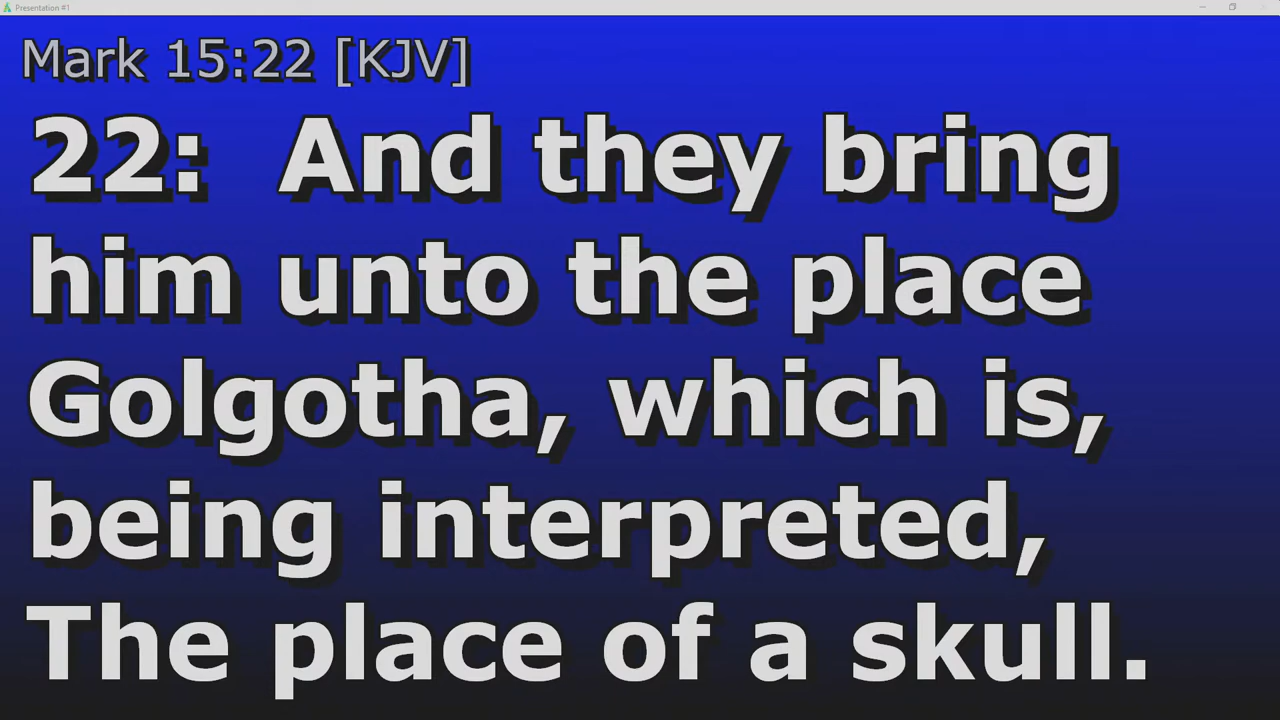 Presentation #1
Mark 15:22 [KJV]
22:  And they bring
him unto the place
Golgotha, which is,
being interpreted,
The place of a skull.